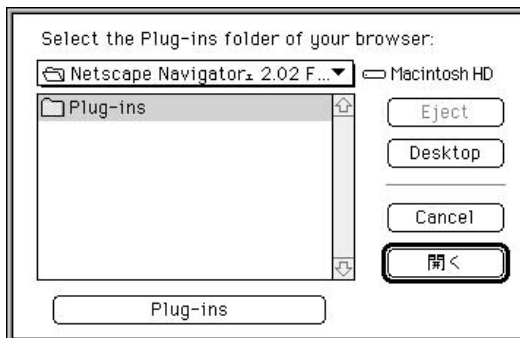 Select the Plug-ins folder of your browser:
Netscape Navigator™ 2.02 F...
Macintosh HD
Plug-ins
Eject
Desktop
Cancel
開く
Plug-ins